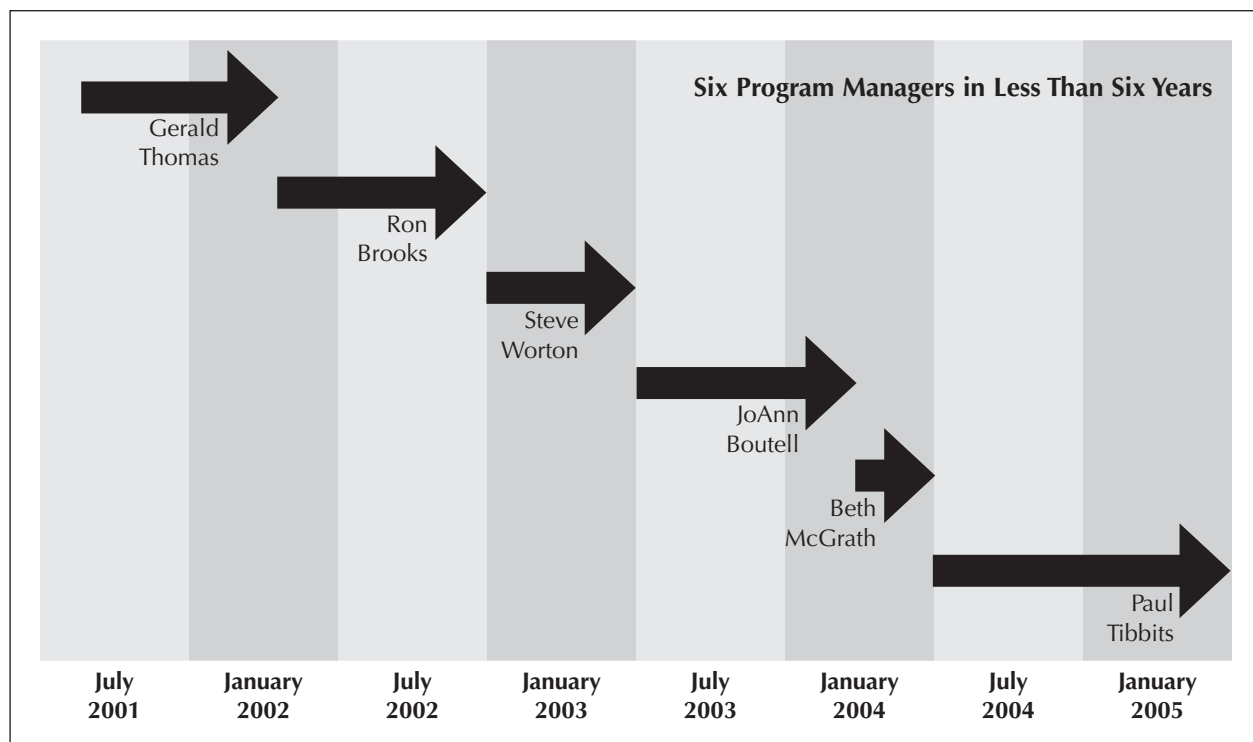 Six Program Managers in Less Than Six Years
Gerald
Thomas
Ron
Brooks
Steve
Worton
JoAnn
Boutell
Beth
McGrath
Paul
Tibbits
July
2001
January
2002
July
2002
January
2003
July
2003
January
2004
July
2004
January
2005